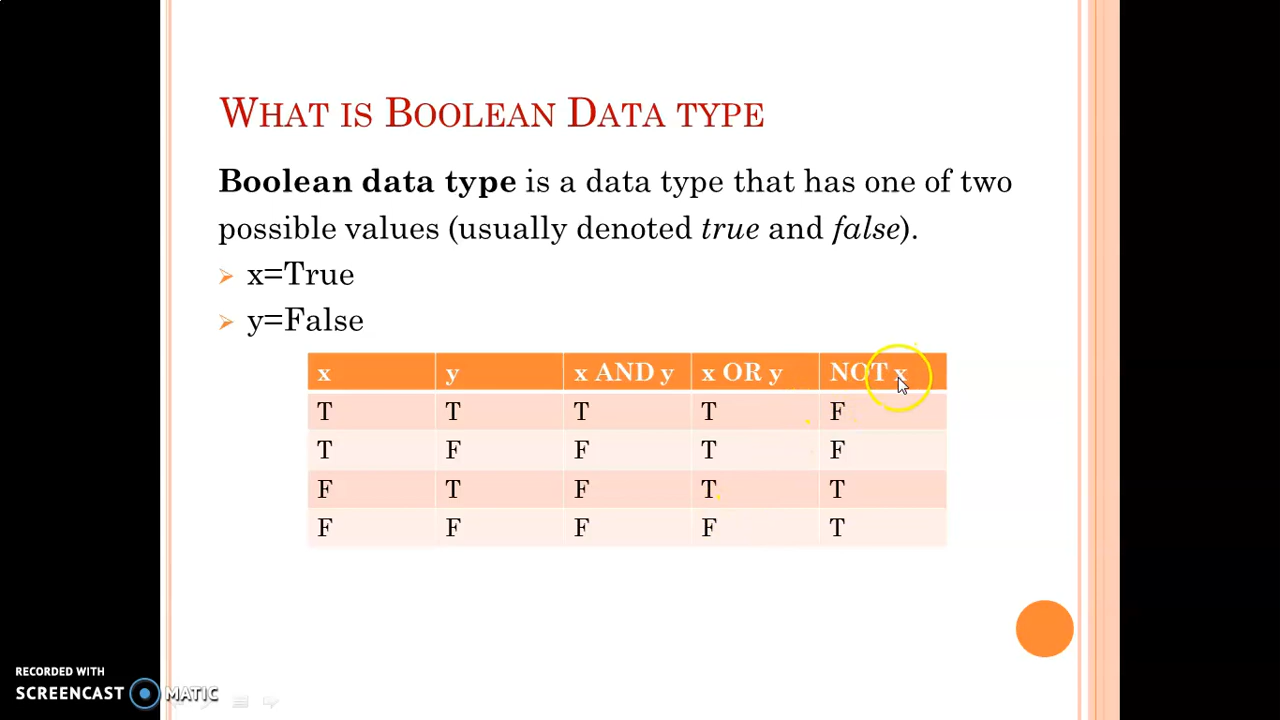 WHAT IS BOOLEAN DATA TYPE
Boolean data type is a data type that has one of two
possible values (usually denoted true and false).
➢ x=True
➢ y=False
x y x AND y x OR y NOT x
T T T T F
T F F T F
F T F T T
F F F F T
RECORDED WITH
SCREENCAST MATIC